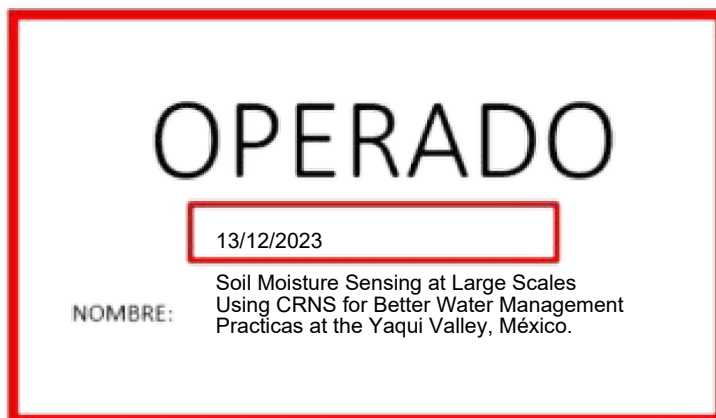 OPERADO
13/12/2023
Soil Moisture Sensing at Large Scales
NOMBRE: Using CRNS for Better Water Management
Practicas at the Yaqui Valley, México.